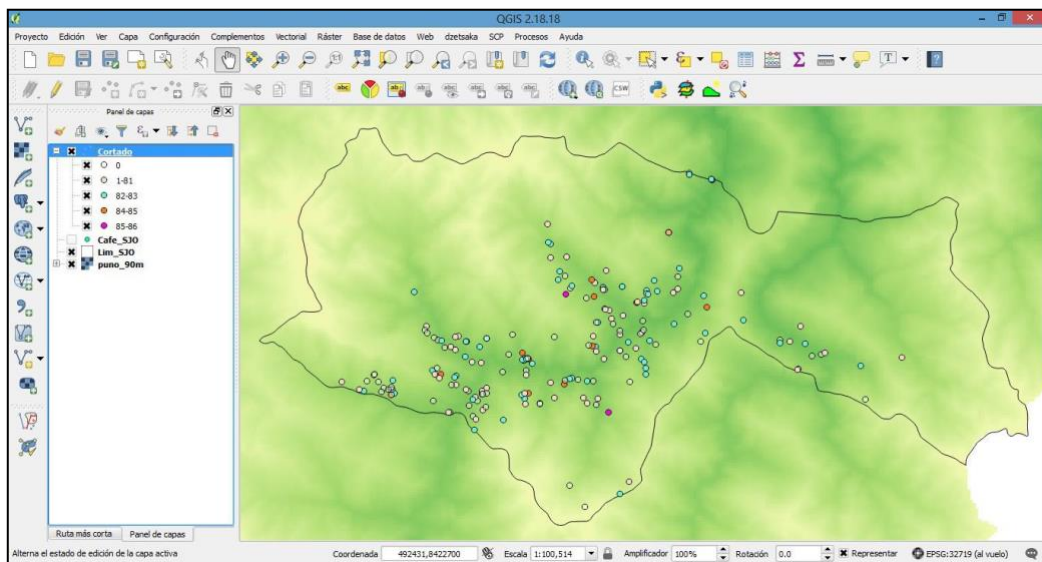 QGIS 2.18.18
Proyecto Edición Ver Capa Configuración Complementos Vectorial Ráster Base de datos Web dzetsaka SCP Procesos Ayuda
Panel de capas
Cortado
0
1-81
82-83
84-85
85-86
Cafe_SJO
Lim_SJO
puno_90m
Ruta más corta Panel de capas
Alterna el estado de edición de la capa activa Coordenada 492431,8422700 Escala 1:100,514 Amplificador 100% Rotación 0.0 Representar EPSG:32719 (al vuelo)